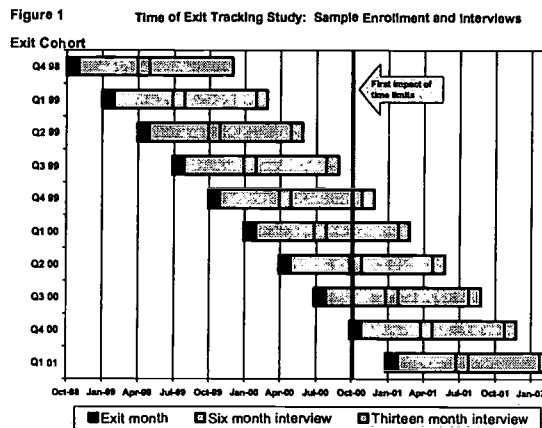 Figure 1
Time of Exit Tracking Study: Sample Enrollment and Interviews
Exit Cohort
Q4 98
Q1 99
Q2 99
Q3 99
Q4 99
Q1 00
Q2 00
Q3 00
Q4 00
Q1 01
First impact of
time limits
Oct-98 Jan-99 Apr-99 Jul-99 Oct-99 Jan-00 Apr-00 Jul-00 Oct-00 Jan-01 Apr-01 Jul-01 Oct-01 Jan-02
Exit month Six month interview Thirteen month interview